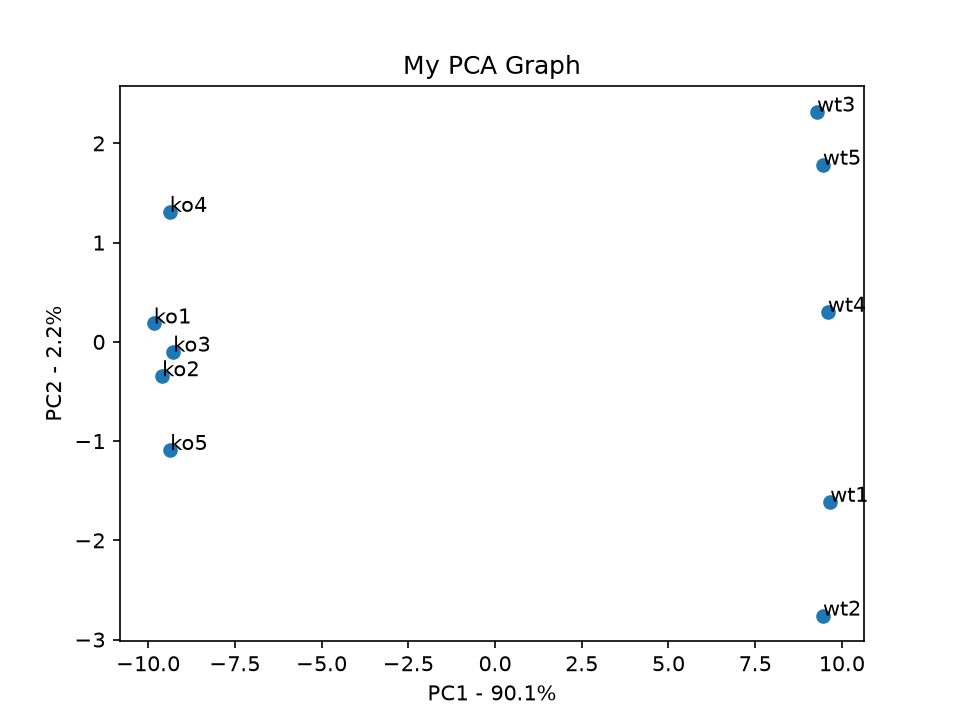 My PCA Graph
wt3
2
wt5
ko4
1
wt4
ko1
0
ko3
ko2
PC2 - 2.2%
−1
ko5
wt1
−2
wt2
−3
−10.0 −7.5 −5.0 −2.5 0.0 2.5 5.0 7.5 10.0
PC1 - 90.1%